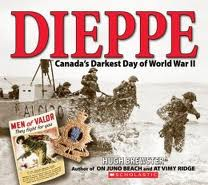 DIEPPE
Canada's Darkest Day of World War II
MEN of VALOR
They fight for you
HUGH BREWSTER
Author of ON JUNO BEACH and AT VIMY RIDGE
SCHOLASTIC